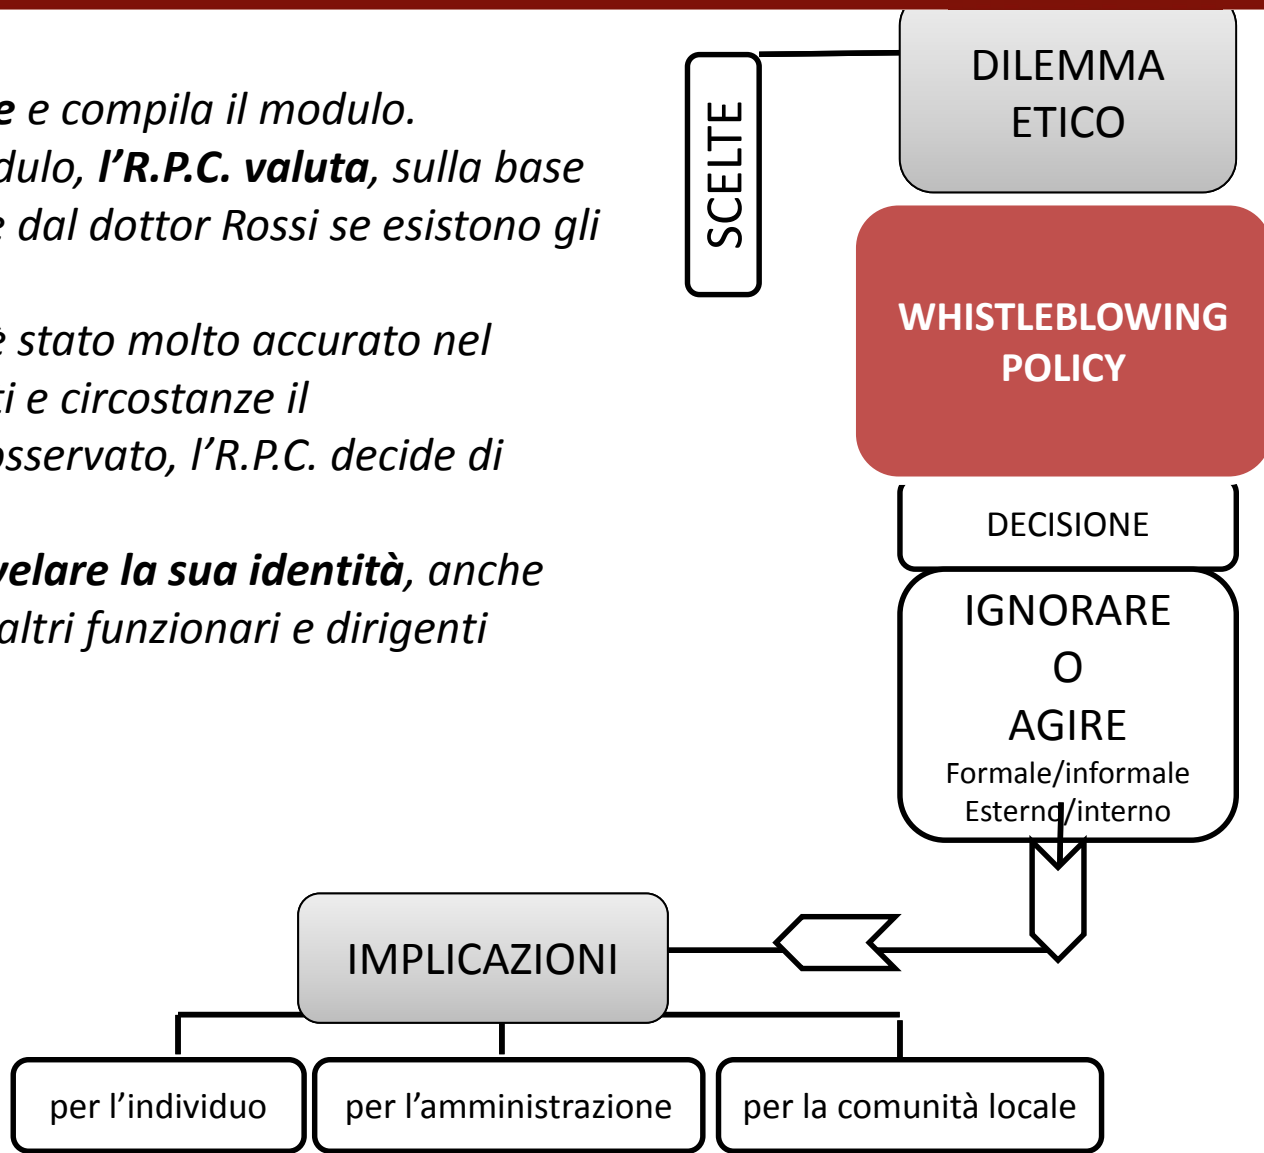 e e compila il modulo.
dulo, l’R.P.C. valuta, sulla base
e dal dottor Rossi se esistono gli
è stato molto accurato nel
ti e circostanze il
osservato, l’R.P.C. decide di
velare la sua identità, anche
altri funzionari e dirigenti
SCELTE
DILEMMA
ETICO
WHISTLEBLOWING
POLICY
DECISIONE
IGNORARE
O
AGIRE
Formale/informale
Esterno/interno
IMPLICAZIONI
per l’individuo
per l’amministrazione
per la comunità locale